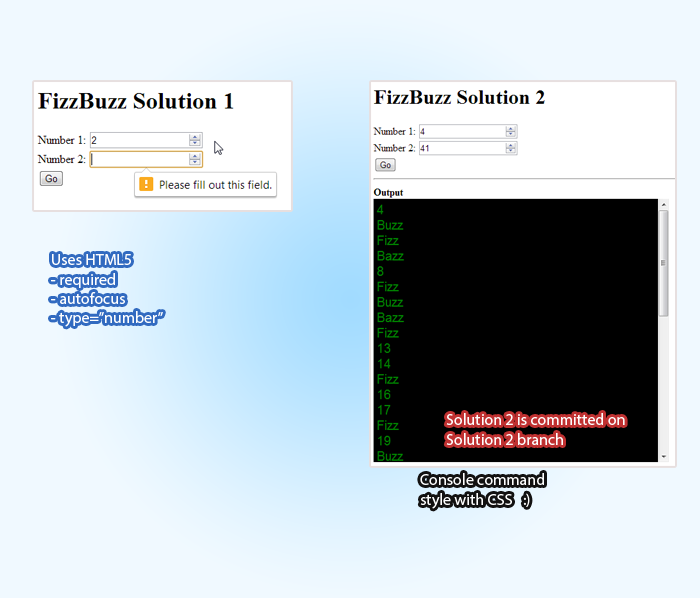 FizzBuzz Solution 1
Number 1: 2
Number 2:
Go
! Please fill out this field.
Uses HTML5
- required
- autofocus
- type="number"
FizzBuzz Solution 2
Number 1: 4
Number 2: 41
Go
Output
4
Buzz
Fizz
Bazz
8
Fizz
Buzz
Bazz
Fizz
13
14
Fizz
16
17
Fizz
19
Buzz
Solution 2 is committed on
Solution 2 branch
Console command
style with CSS :)